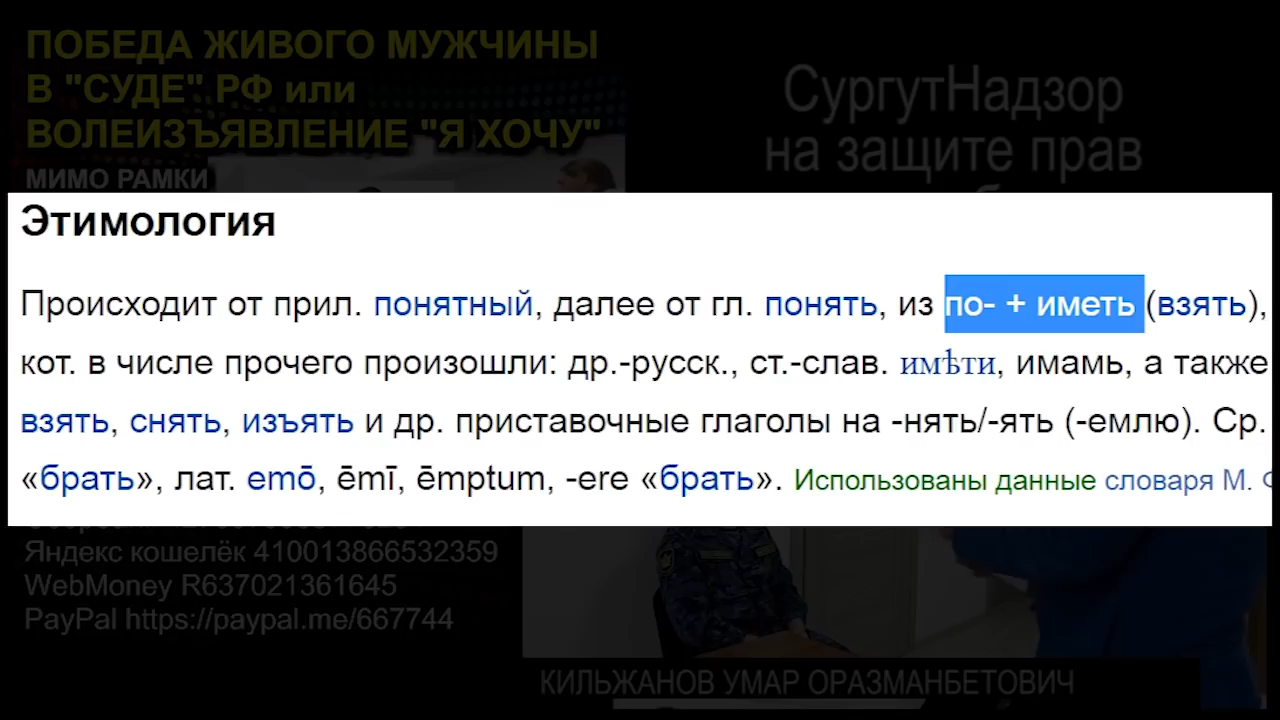 ПОБЕДА ЖИВОГО МУЖЧИНЫ
В "СУДЕ" РФ или
ВОЛЕИЗЪЯВЛЕНИЕ "Я ХОЧУ"
МИМО РАМКИ
СургутНадзор
на защите прав
Этимология
Происходит от прил. понятный, далее от гл. понять, из по- + иметь (взять),
кот. в числе прочего произошли: др.-русск., ст.-слав. имѣти, имамь, а также
взять, снять, изъять и др. приставочные глаголы на -нять/-ять (-емлю). Ср.
«брать», лат. emō, ēmī, ēmptum, -ere «брать». Использованы данные словаря М.
Яндекс кошелёк 410013866532359
WebMoney R637021361645
PayPal https://paypal.me/667744
КИЛЬЖАНОВ УМАР ОРАЗМАНБЕТОВИЧ